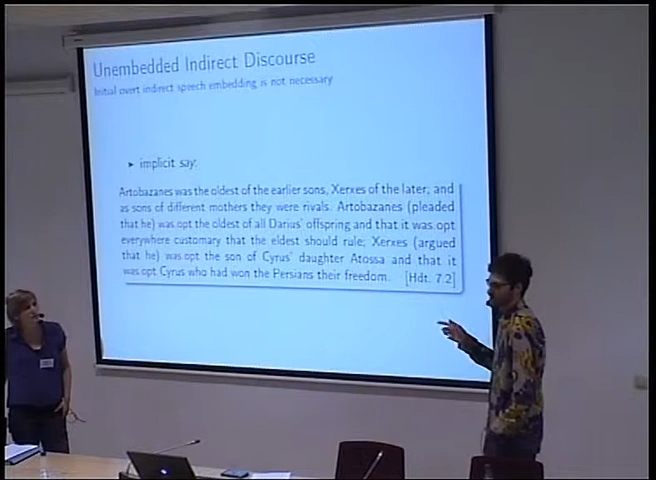 Unembedded Indirect Discourse
Initial overt indirect speech embedding is not necessary
► implicit say:
Artobazanes was the oldest of the earlier sons, Xerxes of the later; and
as sons of different mothers they were rivals. Artobazanes (pleaded
that he) was.opt the oldest of all Darius' offspring and that it was.opt
everywhere customary that the eldest should rule; Xerxes (argued
that he) was.opt the son of Cyrus' daughter Atossa and that it
was.opt Cyrus who had won the Persians their freedom. [Hdt. 7.2]